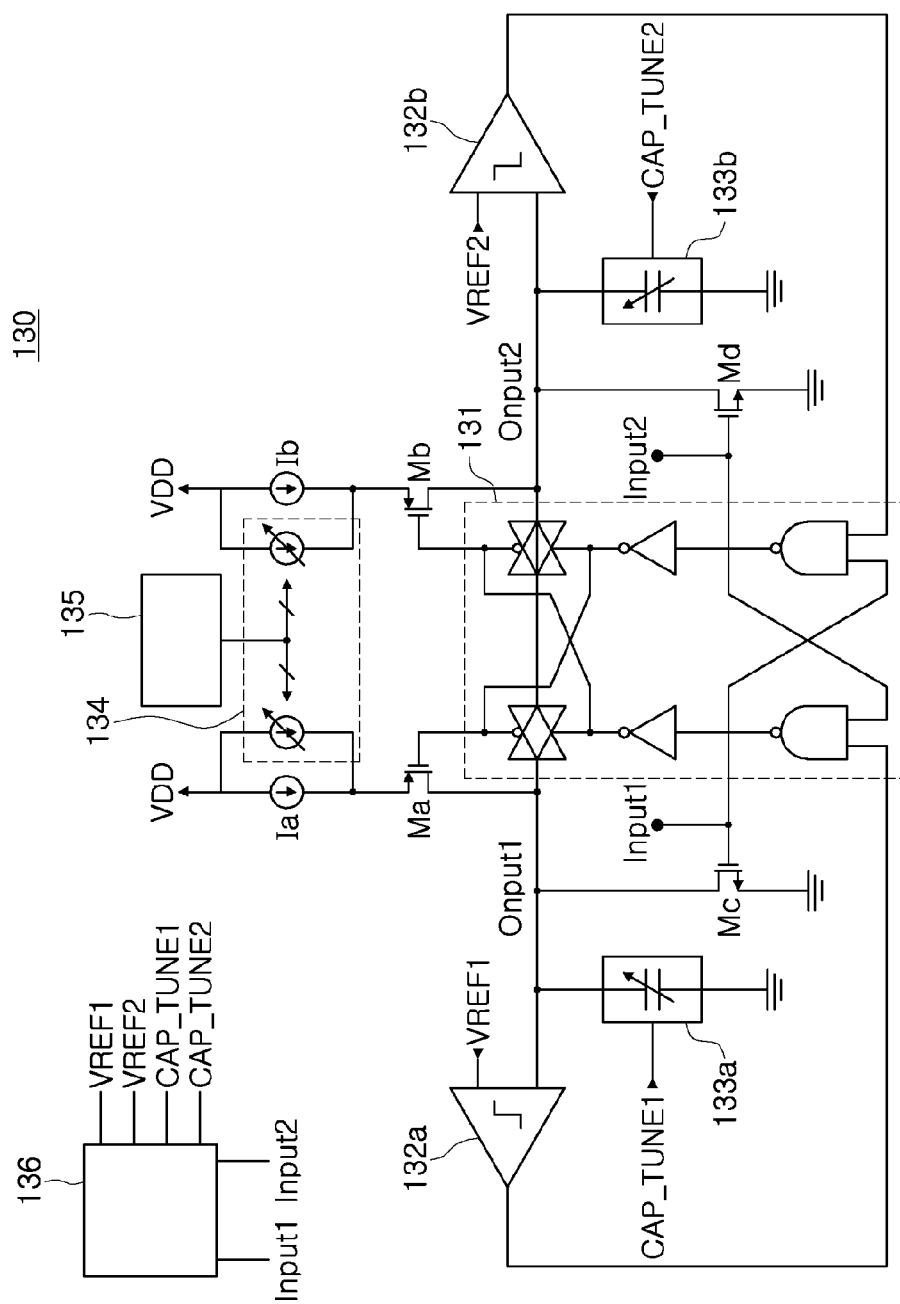 130
136
VREF1
VREF2
CAP_TUNE1
CAP_TUNE2
Input1
Input2
VDD
134
135
VDD
Ia
Ib
Ma
Mb
131
132a
VREF1
Onput1
Onput2
VREF2
132b
CAP_TUNE1
133a
Mc
Input1
Input2
Md
133b
CAP_TUNE2